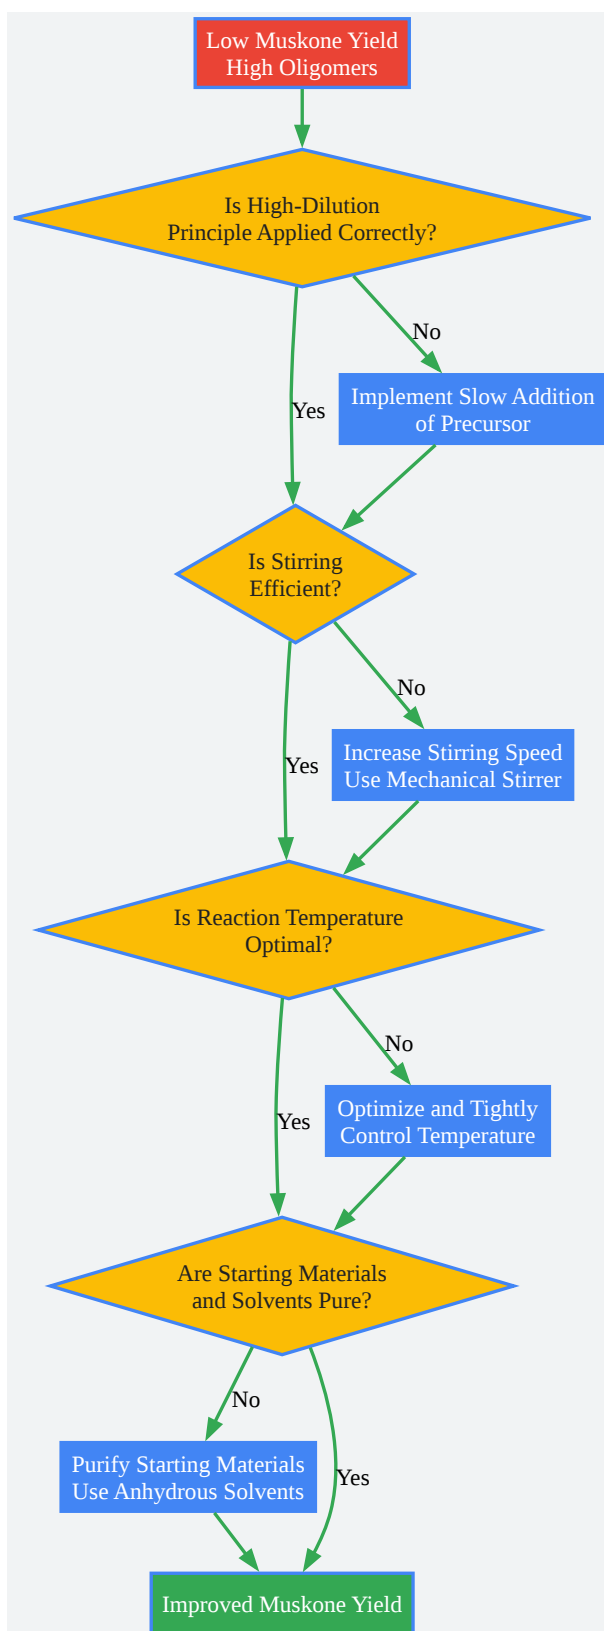 Low Muskone Yield
High Oligomers
Is High-Dilution
Principle Applied Correctly?
No
Implement Slow Addition
of Precursor
Yes
Is Stirring
Efficient?
No
Increase Stirring Speed
Use Mechanical Stirrer
Yes
Is Reaction Temperature
Optimal?
No
Optimize and Tightly
Control Temperature
Yes
Are Starting Materials
and Solvents Pure?
No
Purify Starting Materials
Use Anhydrous Solvents
Yes
Improved Muskone Yield